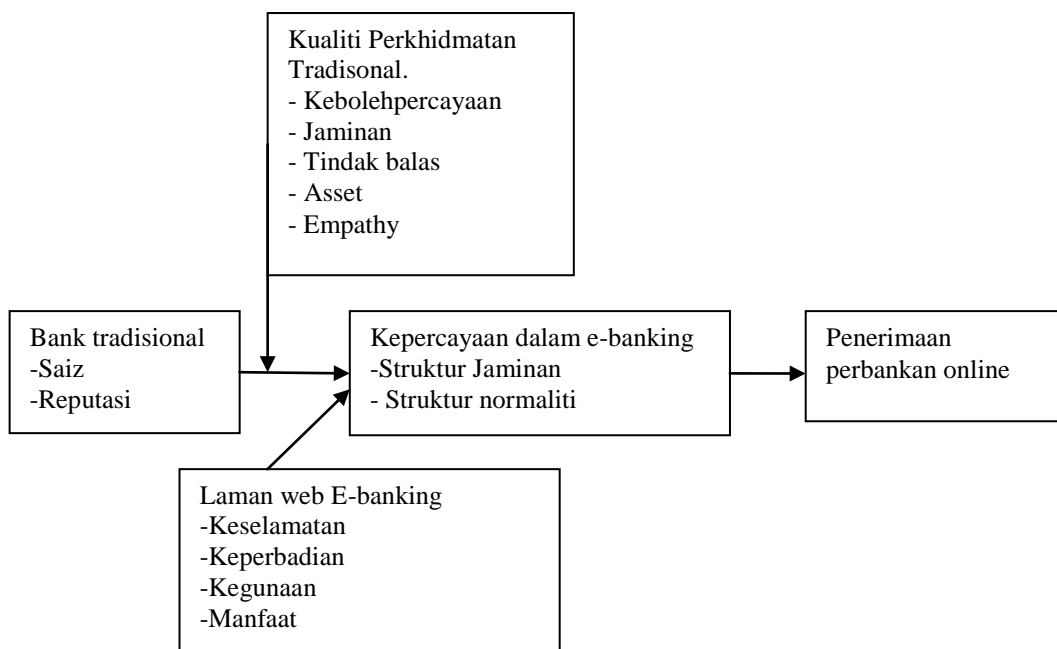 Kualiti Perkhidmatan
Tradisonal.
- Kebolehpercayaan
- Jaminan
- Tindak balas
- Asset
- Empathy
Bank tradisional
-Saiz
-Reputasi
Kepercayaan dalam e-banking
-Struktur Jaminan
- Struktur normaliti
Penerimaan
perbankan online
Laman web E-banking
-Keselamatan
-Keperbadian
-Kegunaan
-Manfaat